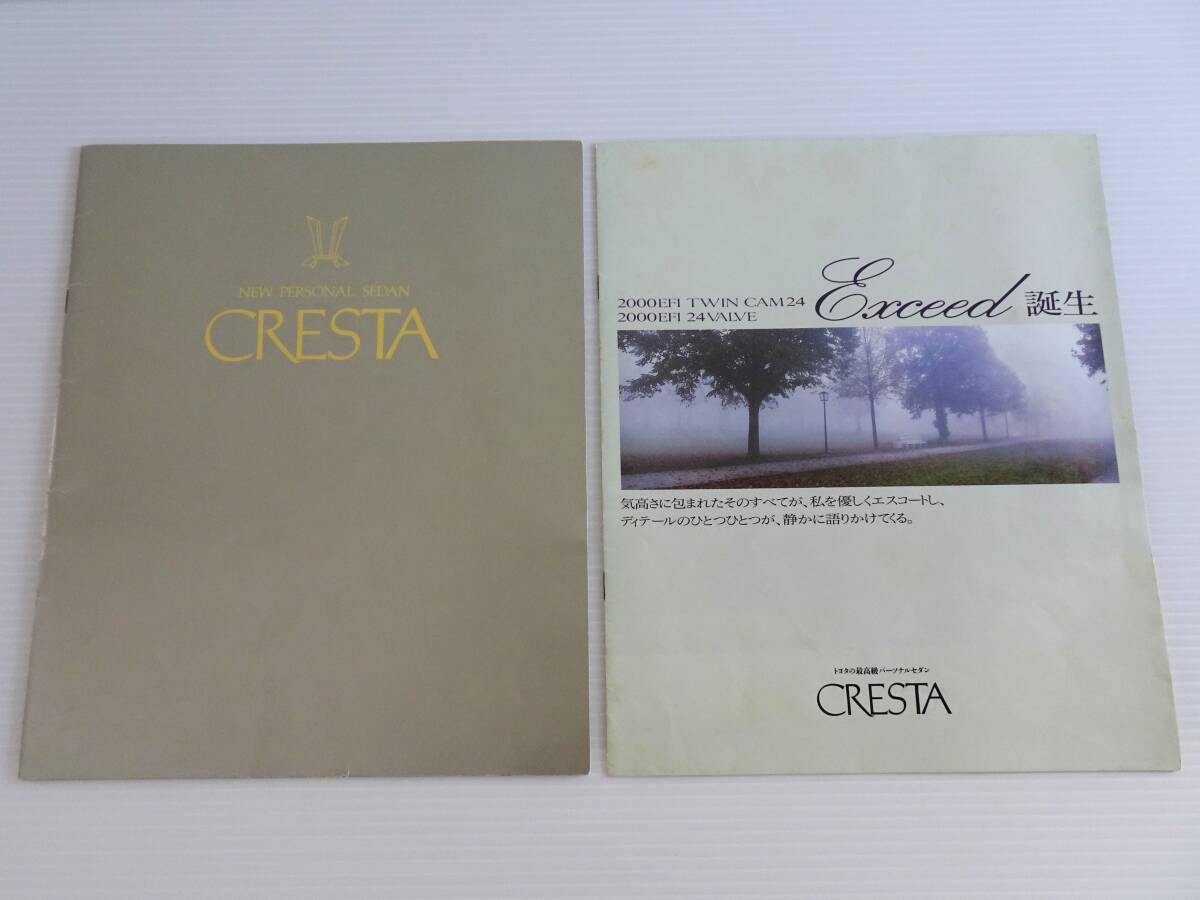 NEW PERSONAL SEDAN
CRESTA
2000EFI TWIN CAM24
2000EFI 24VALVE
Exceed 誕生
気高さに包まれたそのすべてが、私を優しくエスコートし、
ディテールのひとつひとつが、静かに語りかけてくる。
トヨタの最高級パーソナルセダン
CRESTA